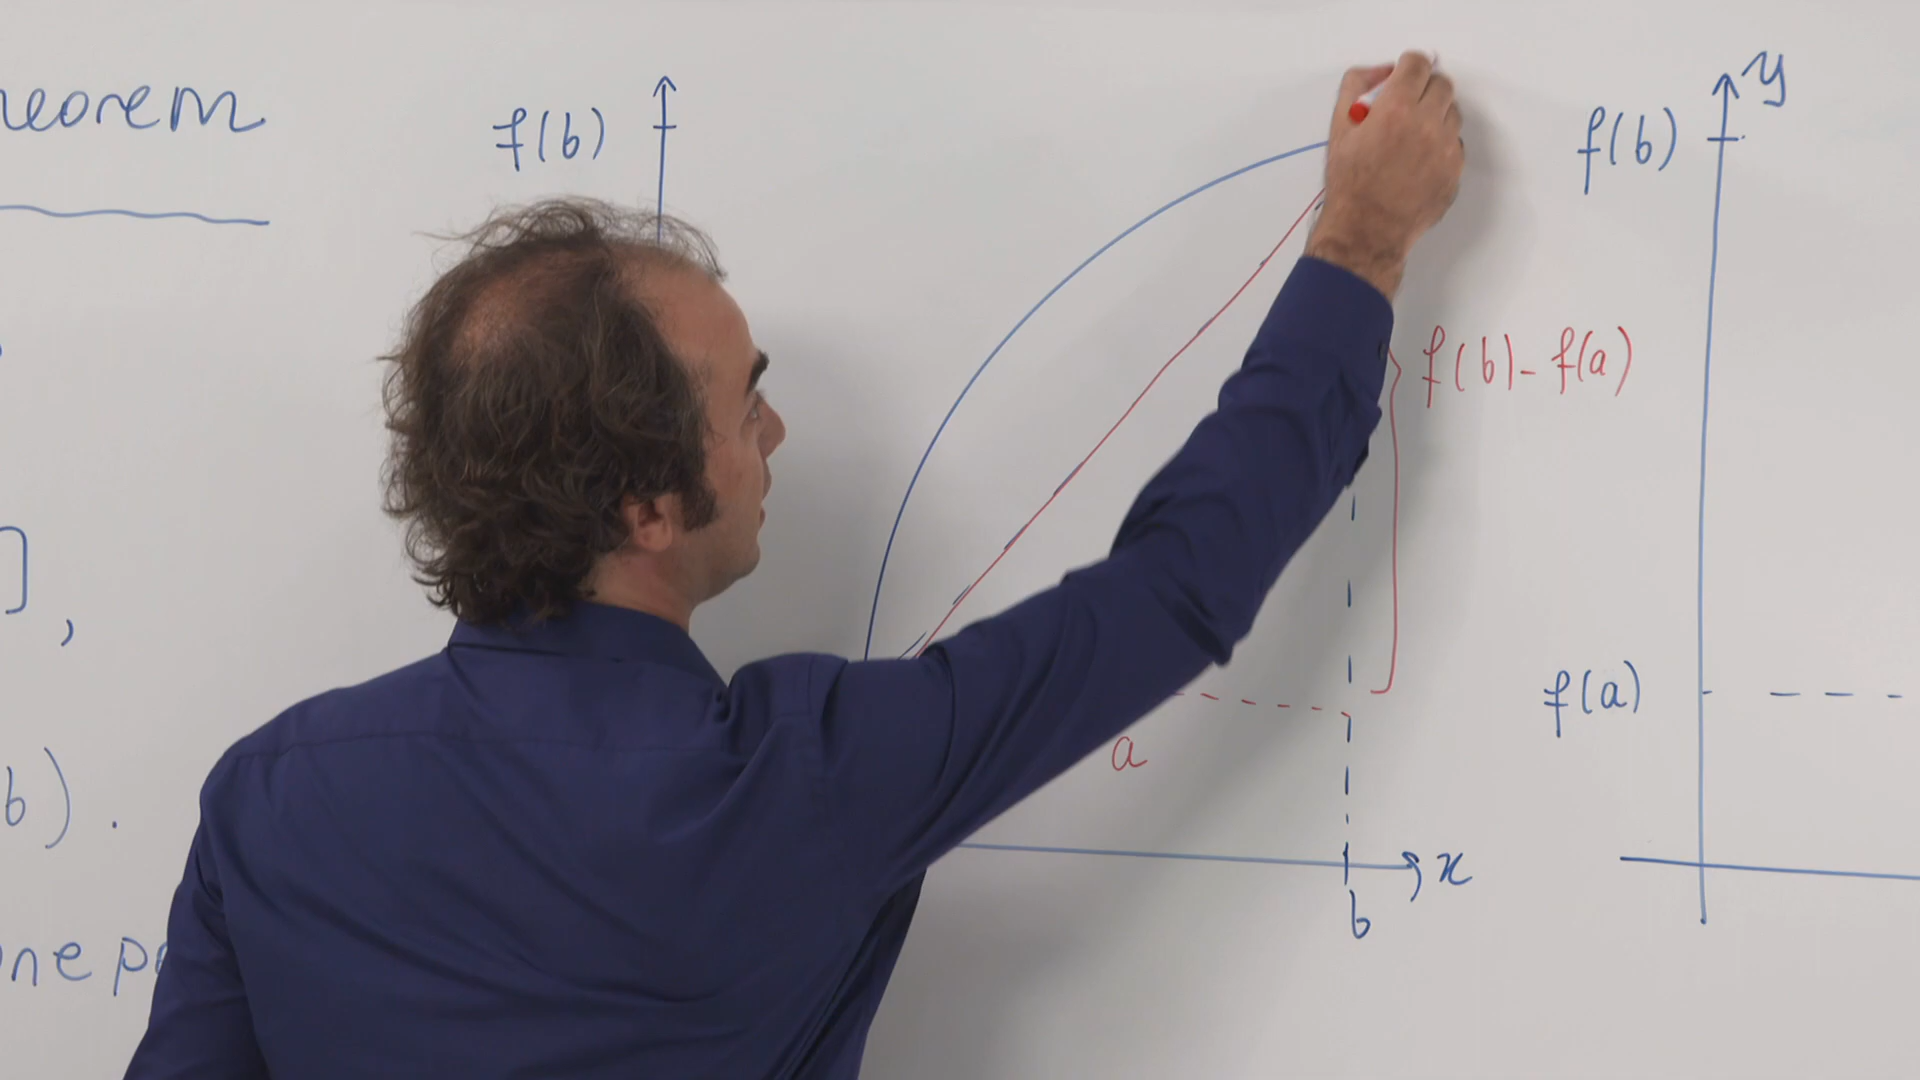 eorem
],
b).
ne p
f(b)
f(b) - f(a)
a
x
b
y
f(b)
f(a)